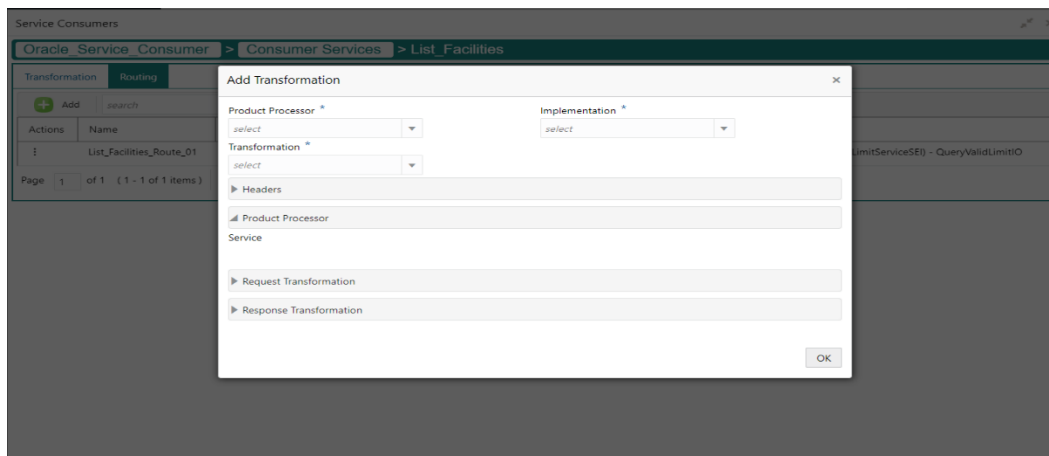 Service Consumers
Oracle_Service_Consumer > Consumer Services > List_Facilities
Transformation Routing
Add Transformation
Add search
Product Processor * Implementation *
select select
Actions Name
Transformation *
List_Facilities_Route_01 LimitServiceSEI) - QueryValidLimitIO
select
Page 1 of 1 ( 1 - 1 of 1 items )
Headers
Product Processor
Service
Request Transformation
Response Transformation
OK